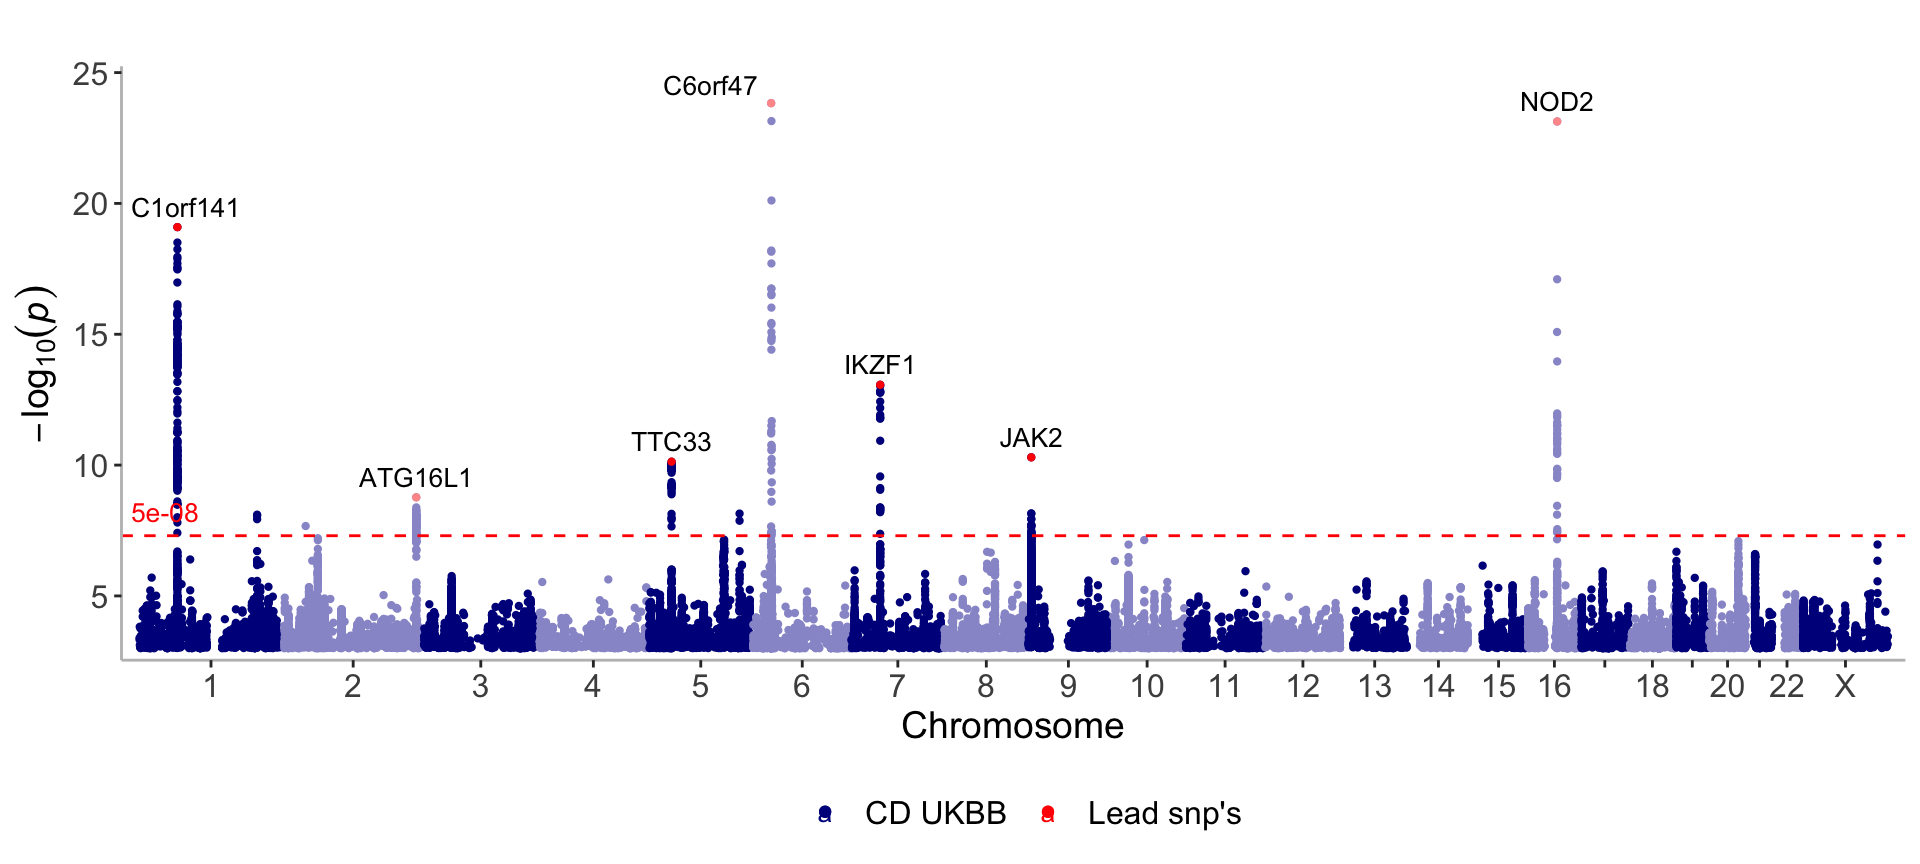 25
C6orf47
NOD2
20
C1orf141
15
IKZF1
TTC33
JAK2
10
ATG16L1
5e-08
5
−log10(p)
1 2 3 4 5 6 7 8 9 10 11 12 13 14 15 16 18 20 22 X
Chromosome
a CD UKBB a Lead snp's